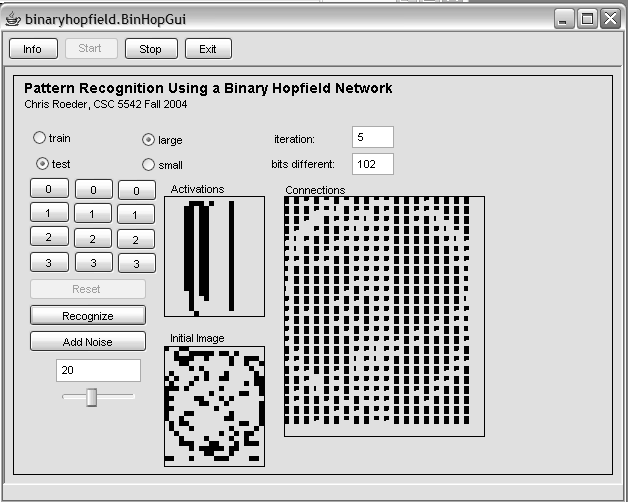 binaryhopfield.BinHopGui
Info Start Stop Exit
Pattern Recognition Using a Binary Hopfield Network
Chris Roeder, CSC 5542 Fall 2004
train large iteration: 5
test small bits different: 102
0 0 0 Activations Connections
1 1 1
2 2 2
3 3 3
Reset
Recognize
Add Noise Initial Image
20